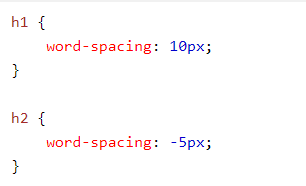 h1 {
    word-spacing: 10px;
}

h2 {
    word-spacing: -5px;
}